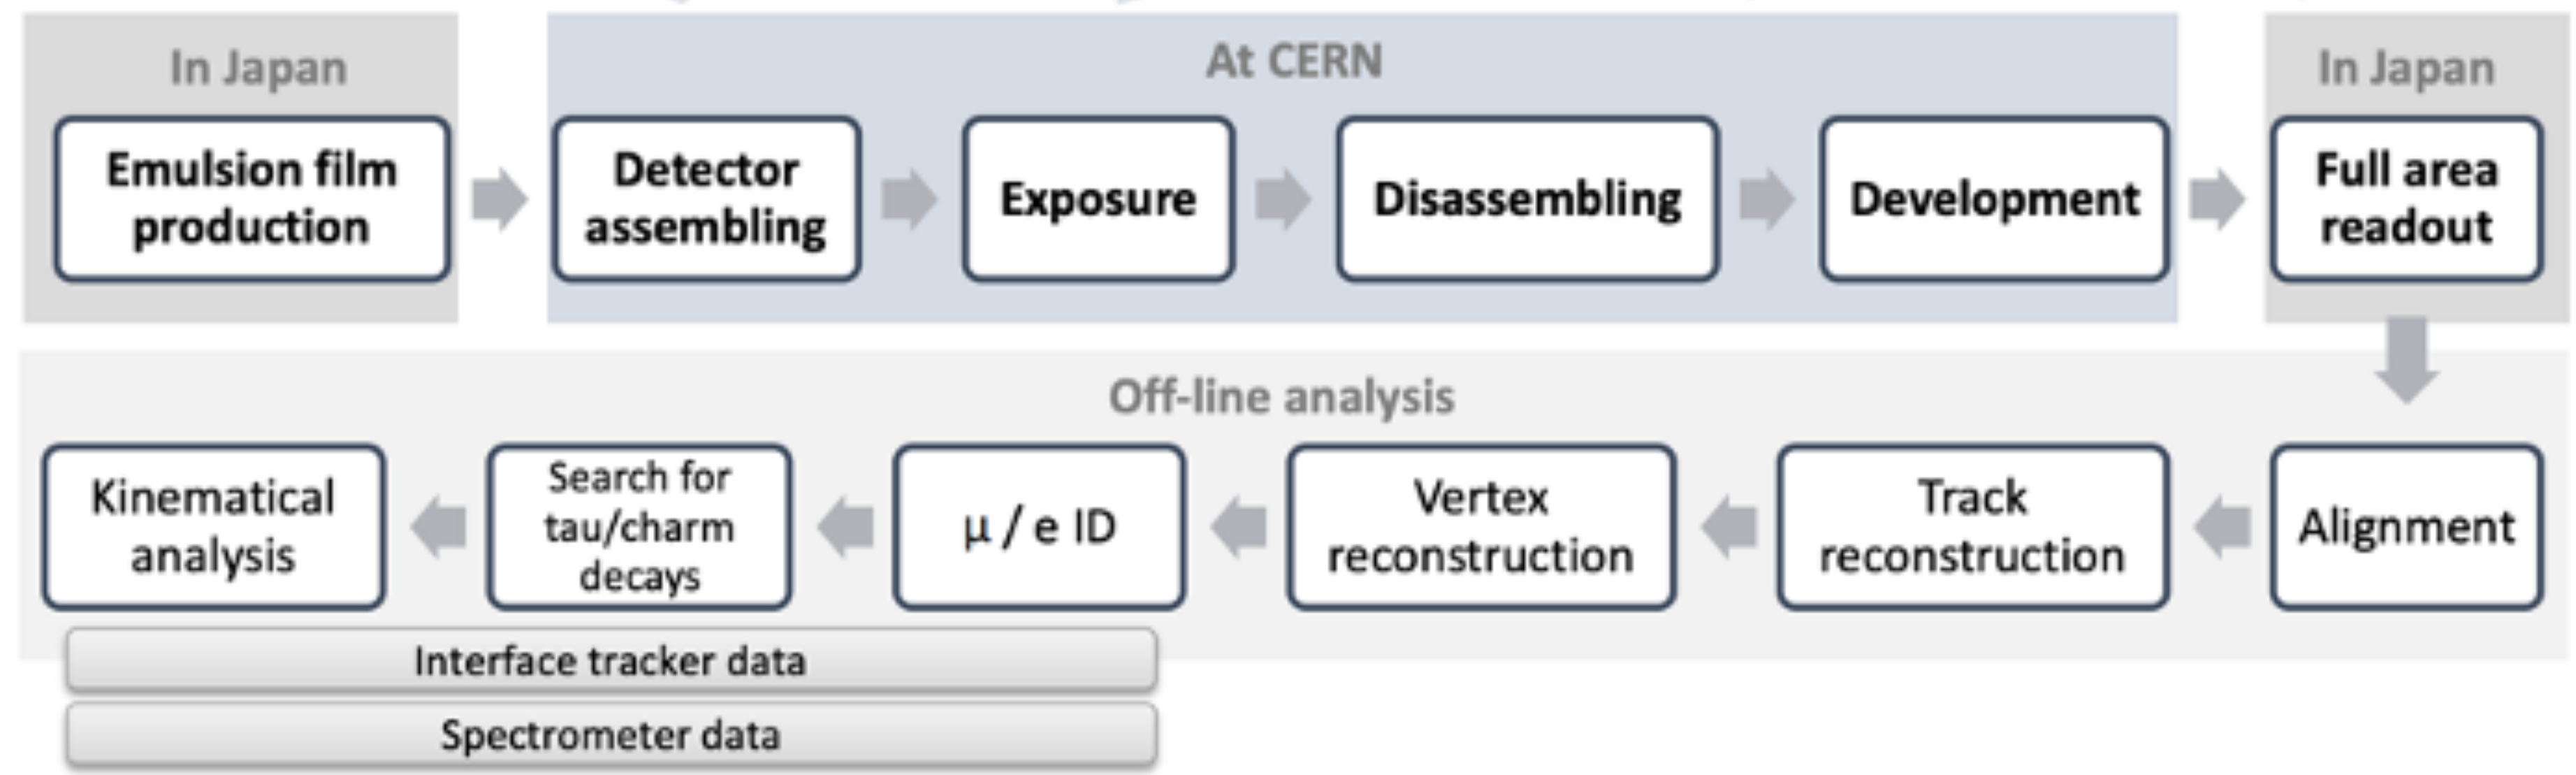 In Japan
Emulsion film
production
At CERN
Detector
assembling
Exposure
Disassembling
Development
In Japan
Full area
readout
Off-line analysis
Kinematical
analysis
Search for
tau/charm
decays
μ / e ID
Vertex
reconstruction
Track
reconstruction
Alignment
Interface tracker data
Spectrometer data